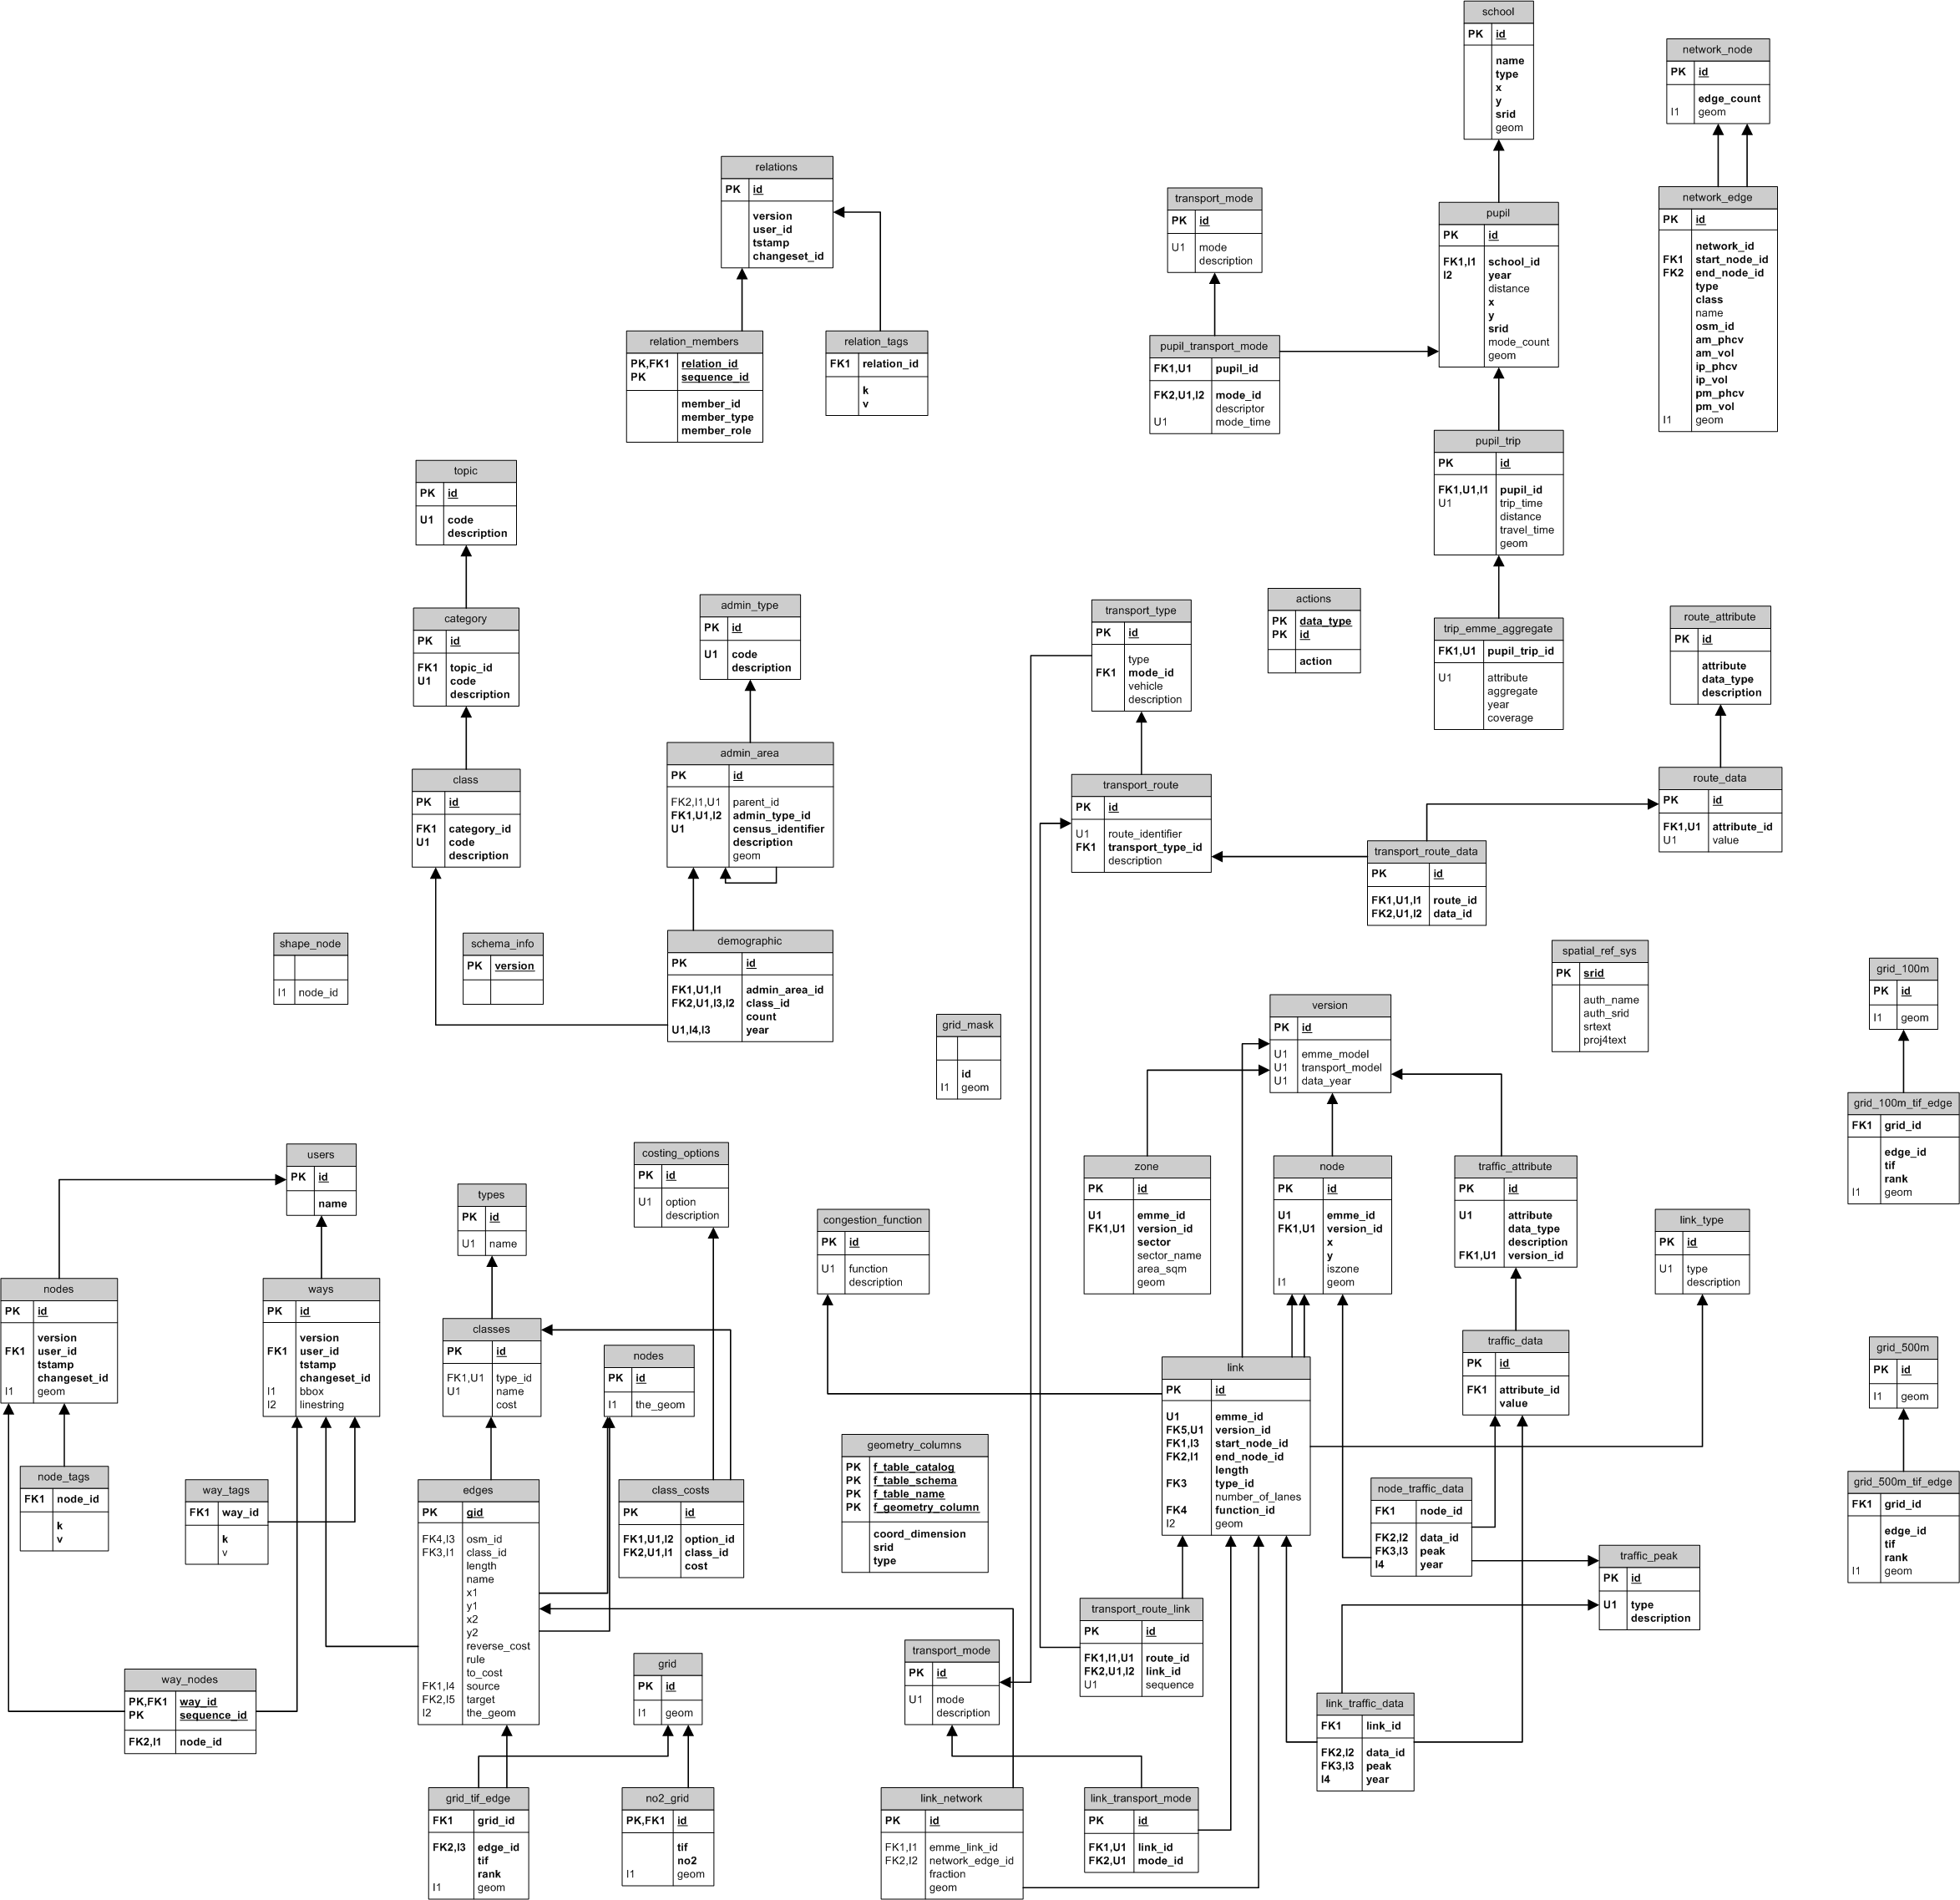 school
PK id
name
type
x
y
srid
geom
network_node
PK id
edge_count
I1 geom
relations
PK id
version
user_id
tstamp
changeset_id
transport_mode
PK id
U1 mode
description
pupil
PK id
FK1,I1 school_id
I2 year
distance
x
y
srid
mode_count
geom
network_edge
PK id
network_id
FK1 start_node_id
FK2 end_node_id
type
class
name
osm_id
am_phcv
am_vol
ip_phcv
ip_vol
pm_phcv
pm_vol
I1 geom
relation_members
PK,FK1 relation_id
PK sequence_id
member_id
member_type
member_role
relation_tags
FK1 relation_id
k
v
pupil_transport_mode
FK1,U1 pupil_id
FK2,U1,I2 mode_id
descriptor
U1 mode_time
pupil_trip
PK id
FK1,U1,I1 pupil_id
U1 trip_time
distance
travel_time
geom
topic
PK id
U1 code
description
category
PK id
FK1 topic_id
U1 code
description
admin_type
PK id
U1 code
description
transport_type
PK id
type
FK1 mode_id
vehicle
description
actions
PK data_type
PK id
action
trip_emme_aggregate
FK1,U1 pupil_trip_id
U1 attribute
aggregate
year
coverage
route_attribute
PK id
attribute
data_type
description
class
PK id
FK1 category_id
U1 code
description
admin_area
PK id
FK2,I1,U1 parent_id
FK1,U1,I2 admin_type_id
U1 census_identifier
description
geom
transport_route
PK id
U1 route_identifier
FK1 transport_type_id
description
transport_route_data
PK id
FK1,U1,I1 route_id
FK2,U1,I2 data_id
route_data
PK id
FK1,U1 attribute_id
U1 value
shape_node
I1 node_id
schema_info
PK version
demographic
PK id
FK1,U1,I1 admin_area_id
FK2,U1,I3,I2 class_id
count
U1,I4,I3 year
grid_mask
id
I1 geom
version
PK id
U1 emme_model
U1 transport_model
U1 data_year
spatial_ref_sys
PK srid
auth_name
auth_srid
srtext
proj4text
grid_100m
PK id
I1 geom
grid_100m_tif_edge
FK1 grid_id
edge_id
tif
rank
I1 geom
users
PK id
name
types
PK id
U1 name
costing_options
PK id
U1 option
description
congestion_function
PK id
U1 function
description
zone
PK id
U1 emme_id
FK1,U1 version_id
sector
sector_name
area_sqm
geom
node
PK id
U1 emme_id
FK1,U1 version_id
x
y
iszone
I1 geom
traffic_attribute
PK id
U1 attribute
data_type
description
FK1,U1 version_id
link_type
PK id
U1 type
description
nodes
PK id
version
FK1 user_id
tstamp
changeset_id
I1 geom
ways
PK id
version
FK1 user_id
tstamp
changeset_id
I1 bbox
I2 linestring
classes
PK id
FK1,U1 type_id
U1 name
cost
nodes
PK id
I1 the_geom
link
PK id
U1 emme_id
FK5,U1 version_id
FK1,I3 start_node_id
FK2,I1 end_node_id
length
FK3 type_id
number_of_lanes
FK4 function_id
I2 geom
traffic_data
PK id
FK1 attribute_id
value
grid_500m
PK id
I1 geom
grid_500m_tif_edge
FK1 grid_id
edge_id
tif
rank
I1 geom
node_tags
FK1 node_id
k
v
way_tags
FK1 way_id
k
v
edges
PK gid
FK4,I3 osm_id
FK3,I1 class_id
length
name
x1
y1
x2
y2
reverse_cost
rule
to_cost
FK1,I4 source
FK2,I5 target
I2 the_geom
class_costs
PK id
FK1,U1,I2 option_id
FK2,U1,I1 class_id
cost
geometry_columns
PK f_table_catalog
PK f_table_schema
PK f_table_name
PK f_geometry_column
coord_dimension
srid
type
node_traffic_data
FK1 node_id
FK2,I2 data_id
FK3,I3 peak
I4 year
traffic_peak
PK id
U1 type
description
way_nodes
PK,FK1 way_id
PK sequence_id
FK2,I1 node_id
grid
PK id
I1 geom
transport_mode
PK id
U1 mode
description
transport_route_link
PK id
FK1,I1,U1 route_id
FK2,U1,I2 link_id
U1 sequence
link_traffic_data
FK1 link_id
FK2,I2 data_id
FK3,I3 peak
I4 year
grid_tif_edge
FK1 grid_id
FK2,I3 edge_id
tif
rank
I1 geom
no2_grid
PK,FK1 id
tif
no2
I1 geom
link_network
PK id
FK1,I1 emme_link_id
FK2,I2 network_edge_id
fraction
geom
link_transport_mode
PK id
FK1,U1 link_id
FK2,U1 mode_id